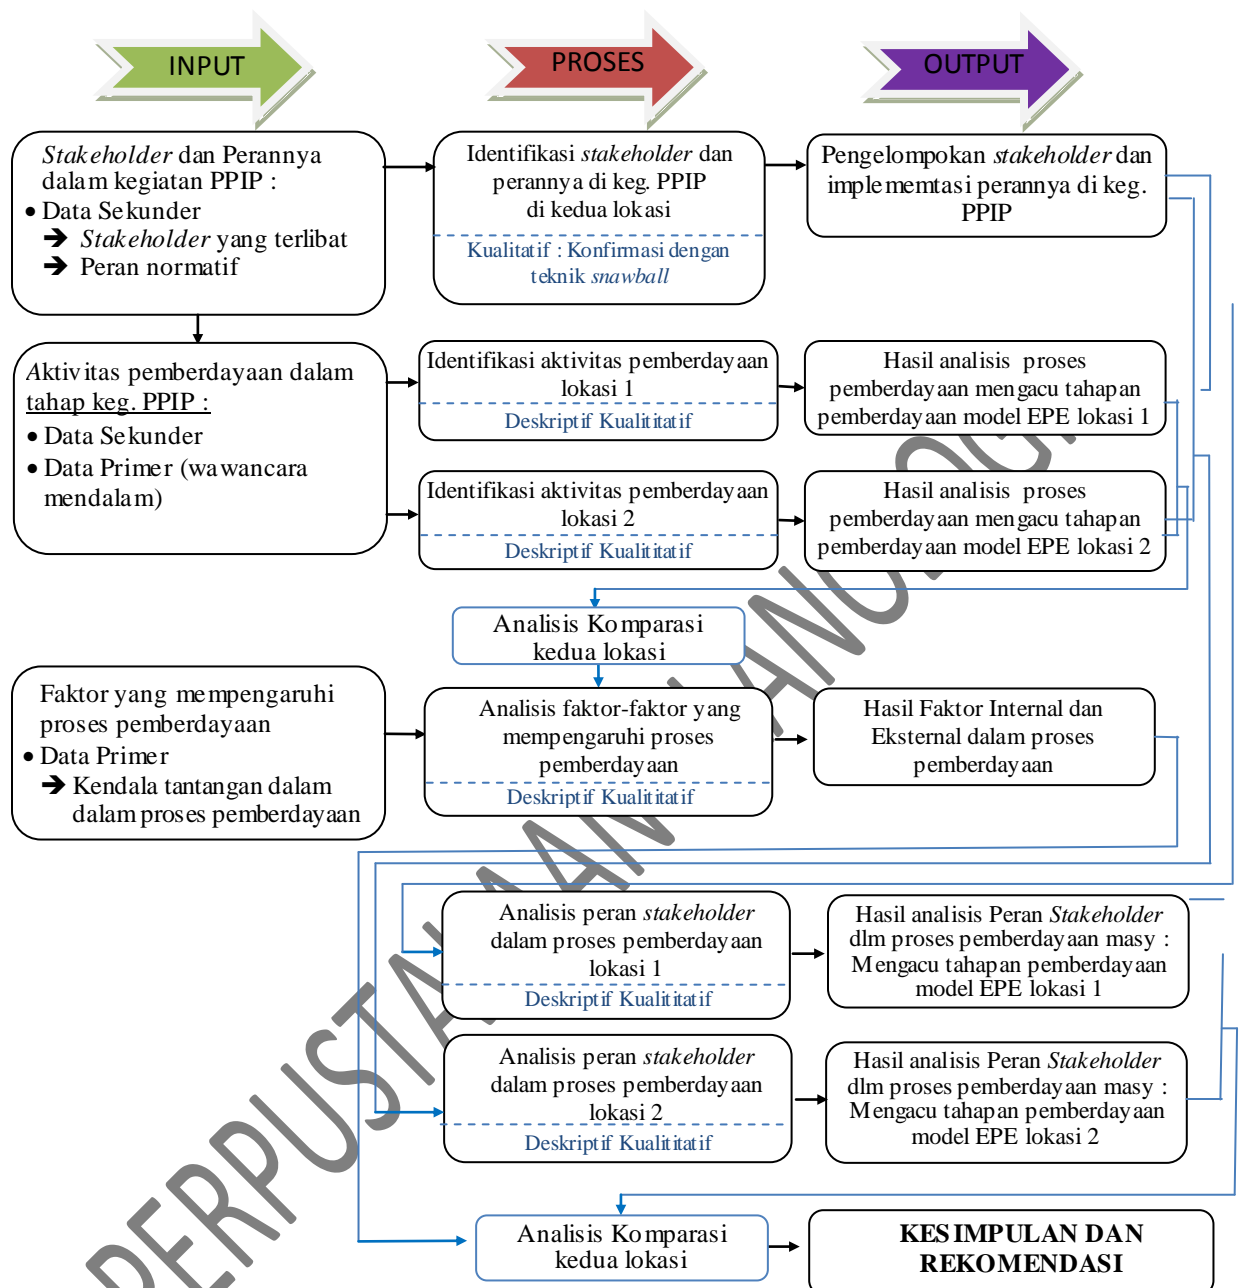 INPUT
PROSES
OUTPUT
Stakeholder dan Perannya
dalam kegiatan PPIP :
• Data Sekunder
➔ Stakeholder yang terlibat
➔ Peran normatif
Identifikasi stakeholder dan
perannya di keg. PPIP
di kedua lokasi
Kualitatif : Konfirmasi dengan
teknik snawball
Pengelompokan stakeholder dan
implememtasi perannya di keg.
PPIP
Aktivitas pemberdayaan dalam
tahap keg. PPIP :
• Data Sekunder
• Data Primer (wawancara
mendalam)
Identifikasi aktivitas pemberdayaan
lokasi 1
Deskriptif Kualititatif
Hasil analisis proses
pemberdayaan mengacu tahapan
pemberdayaan model EPE lokasi 1
Identifikasi aktivitas pemberdayaan
lokasi 2
Deskriptif Kualititatif
Hasil analisis proses
pemberdayaan mengacu tahapan
pemberdayaan model EPE lokasi 2
Analisis Komparasi
kedua lokasi
Faktor yang mempengaruhi
proses pemberdayaan
• Data Primer
➔ Kendala tantangan dalam
dalam proses pemberdayaan
Analisis faktor-faktor yang
mempengaruhi proses
pemberdayaan
Deskriptif Kualititatif
Hasil Faktor Internal dan
Eksternal dalam proses
pemberdayaan
Analisis peran stakeholder
dalam proses pemberdayaan
lokasi 1
Deskriptif Kualititatif
Hasil analisis Peran Stakeholder
dlm proses pemberdayaan masy :
Mengacu tahapan pemberdayaan
model EPE lokasi 1
Analisis peran stakeholder
dalam proses pemberdayaan
lokasi 2
Deskriptif Kualititatif
Hasil analisis Peran Stakeholder
dlm proses pemberdayaan masy :
Mengacu tahapan pemberdayaan
model EPE lokasi 2
Analisis Komparasi
kedua lokasi
KESIMPULAN DAN
REKOMENDASI